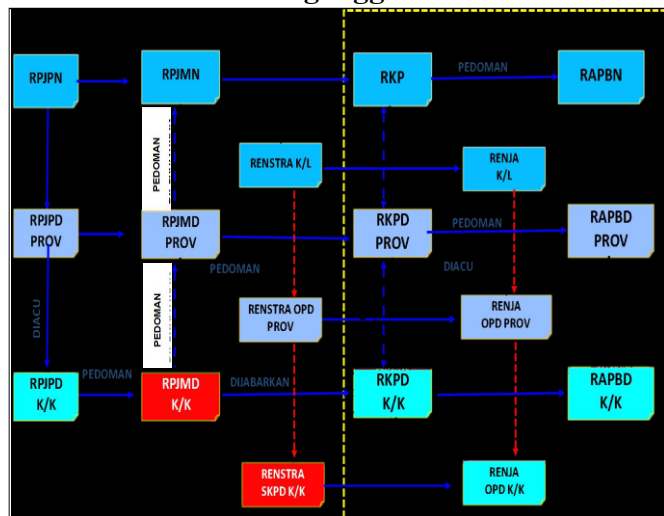 RPJPN
RPJMN
RKP
PEDOMAN
RAPBN
PEDOMAN
RENSTRA K/L
RENJA
K/L
RPJPD
PROV
RPJMD
PROV
PEDOMAN
RKPD
PROV
PEDOMAN
RAPBD
PROV
DIACU
DIACU
PEDOMAN
RENSTRA OPD
PROV
RENJA
OPD PROV
RPJPD
K/K
PEDOMAN
RPJMD
K/K
DIJABARKAN
RKPD
K/K
RAPBD
K/K
RENSTRA
SKPD K/K
RENJA
OPD K/K